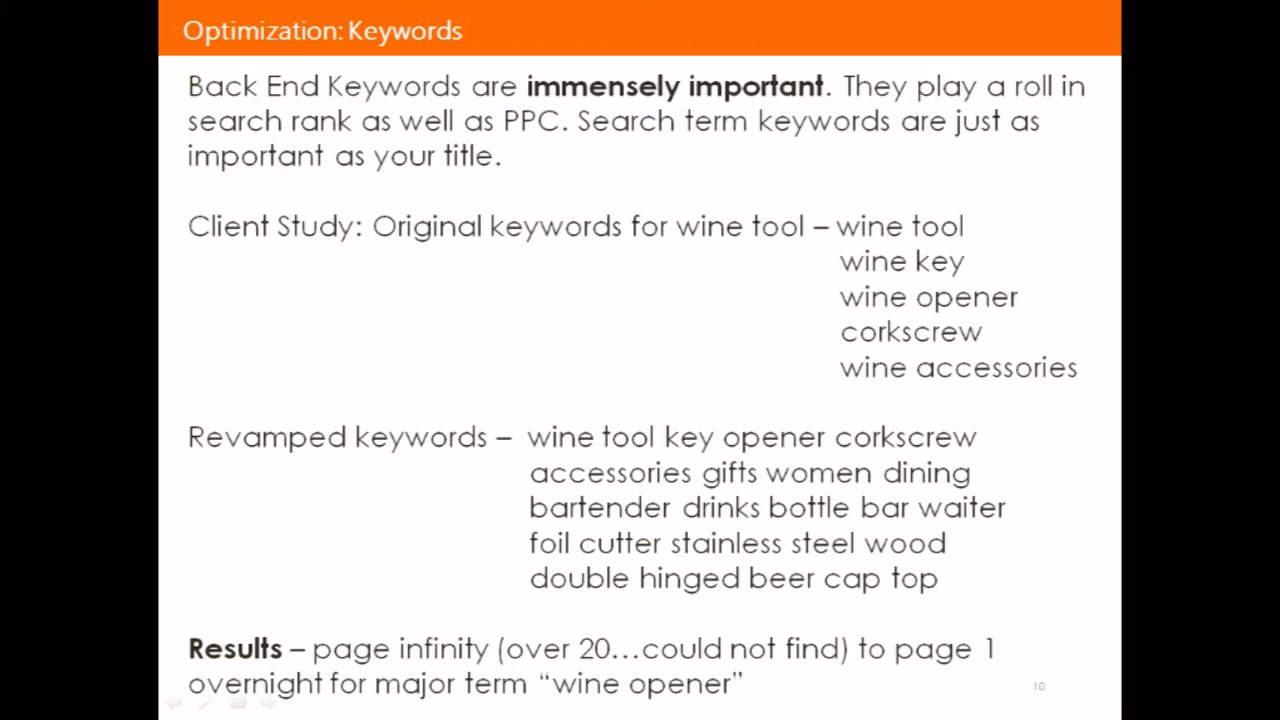 Optimization: Keywords
Back End Keywords are immensely important. They play a roll in
search rank as well as PPC. Search term keywords are just as
important as your title.
Client Study: Original keywords for wine tool – wine tool
wine key
wine opener
corkscrew
wine accessories
Revamped keywords – wine tool key opener corkscrew
accessories gifts women dining
bartender drinks bottle bar waiter
foil cutter stainless steel wood
double hinged beer cap top
Results – page infinity (over 20...could not find) to page 1
overnight for major term “wine opener”
10